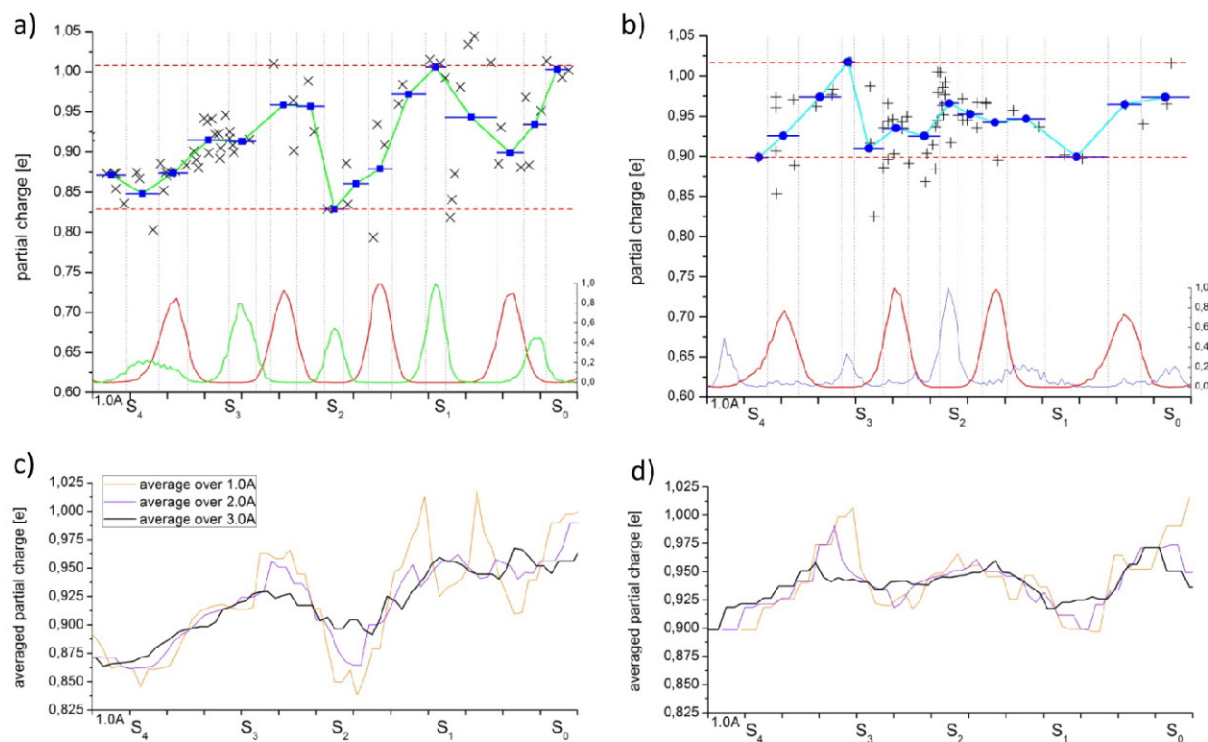 a)
1,05
1,00
0,95
0,90
0,85
0,80
0,75
0,70
0,65
0,60
partial charge [e]
1,0
0,8
0,6
0,4
0,2
0,0
1.0A
S4 S3 S2 S1 S0
b)
1,05
1,00
0,95
0,90
0,85
0,80
0,75
0,70
0,65
0,60
partial charge [e]
1,0
0,8
0,6
0,4
0,2
0,0
1.0A
S4 S3 S2 S1 S0
c)
1,025
1,000
0,975
0,950
0,925
0,900
0,875
0,850
0,825
averaged partial charge [e]
average over 1.0A
average over 2.0A
average over 3.0A
1.0A
S4 S3 S2 S1 S0
d)
1,025
1,000
0,975
0,950
0,925
0,900
0,875
0,850
0,825
averaged partial charge [e]
1.0A
S4 S3 S2 S1 S0